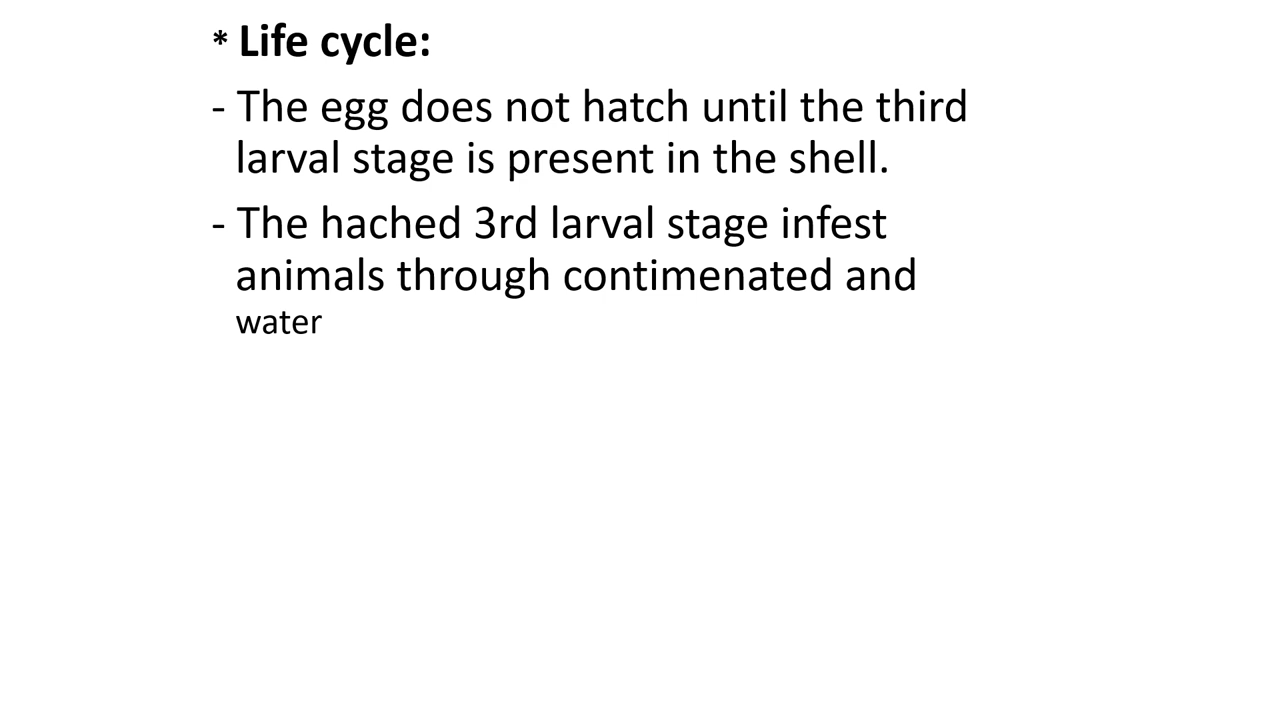 * Life cycle:
- The egg does not hatch until the third
larval stage is present in the shell.
- The hached 3rd larval stage infest
animals through contimenated and
water